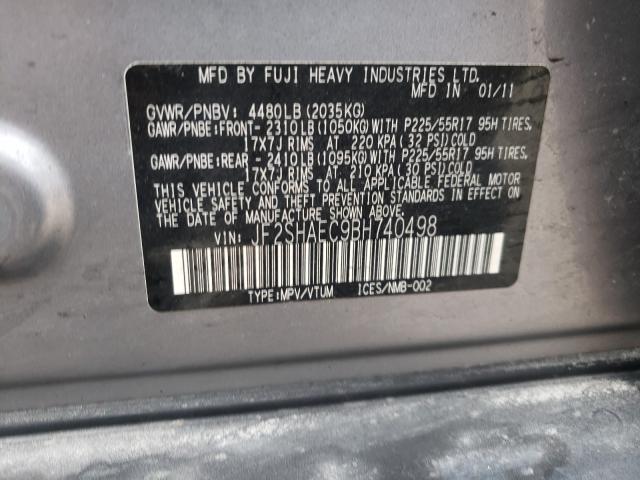 MFD BY FUJI HEAVY INDUSTRIES LTD.
MFD IN 01/11
GVWR/PNBV: 4480LB(2035KG)
GAWR/PNBE:FRONT- 2310LB(1050KG)WITH P225/55R17 95H TIRES,
17X7J RIMS AT 220 KPA(32 PSI)COLD
GAWR/PNBE:REAR - 2410LB(1095KG)WITH P225/55R17 95H TIRES,
17X7J RIMS AT 210 KPA(30 PSI)COLD
THIS VEHICLE CONFORMS TO ALL APPLICABLE FEDERAL MOTOR
VEHICLE SAFETY AND THEFT PREVENTION STANDARDS IN EFFECT ON
THE DATE OF MANUFACTURE SHOWN ABOVE.
VIN: JF2SHAEC9BH740498
TYPE:MPV/VTUM ICES/NMB-002